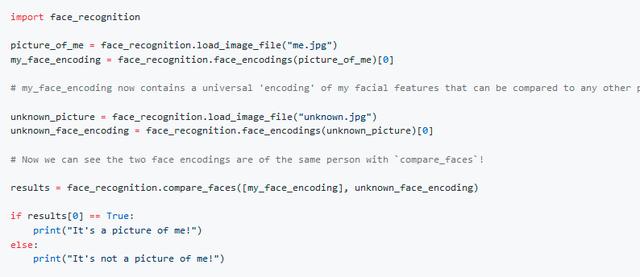 import face_recognition
picture_of_me = face_recognition.load_image_file("me.jpg")
my_face_encoding = face_recognition.face_encodings(picture_of_me)[0]
# my_face_encoding now contains a universal 'encoding' of my facial features that can be compared to any other
unknown_picture = face_recognition.load_image_file("unknown.jpg")
unknown_face_encoding = face_recognition.face_encodings(unknown_picture)[0]
# Now we can see the two face encodings are of the same person with `compare_faces`!
results = face_recognition.compare_faces([my_face_encoding], unknown_face_encoding)
if results[0] == True:
    print("It's a picture of me!")
else:
    print("It's not a picture of me!")